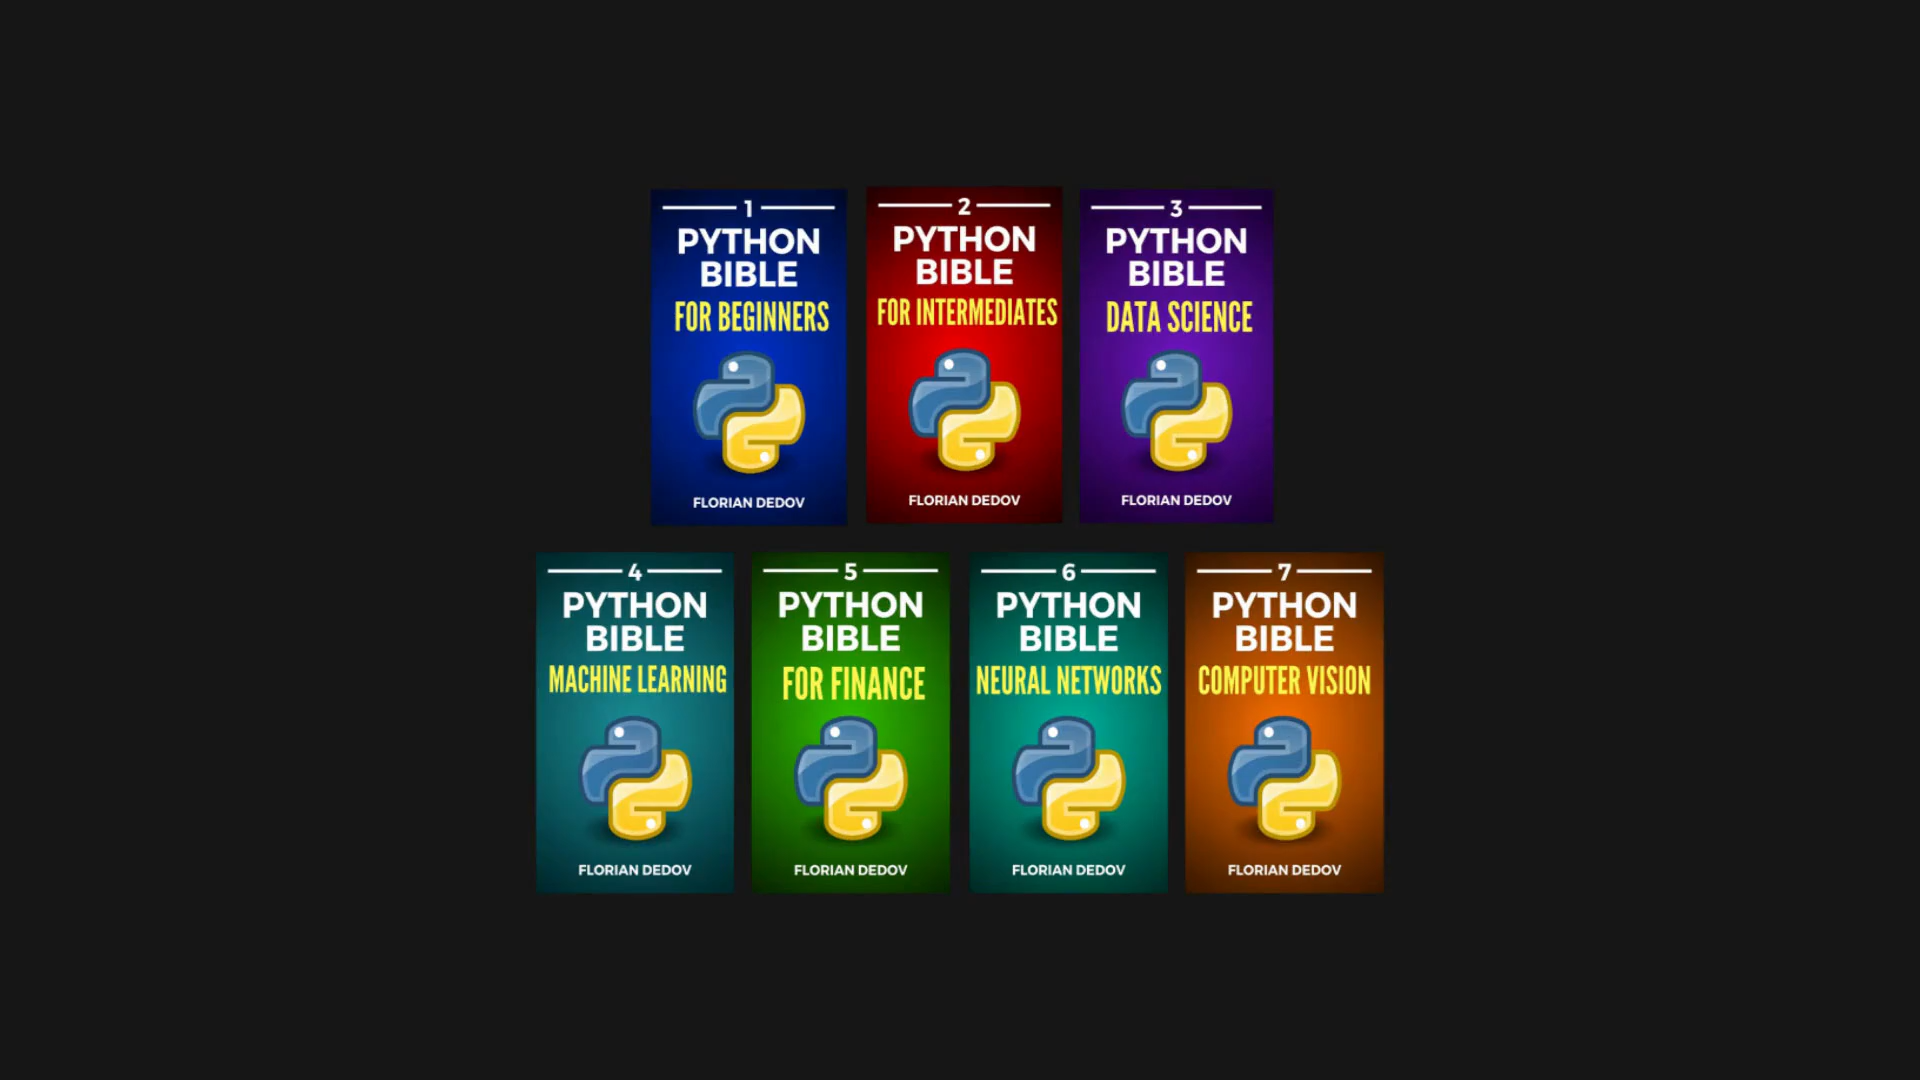 1
PYTHON
BIBLE
FOR BEGINNERS
FLORIAN DEDOV
2
PYTHON
BIBLE
FOR INTERMEDIATES
FLORIAN DEDOV
3
PYTHON
BIBLE
DATA SCIENCE
FLORIAN DEDOV
4
PYTHON
BIBLE
MACHINE LEARNING
FLORIAN DEDOV
5
PYTHON
BIBLE
FOR FINANCE
FLORIAN DEDOV
6
PYTHON
BIBLE
NEURAL NETWORKS
FLORIAN DEDOV
7
PYTHON
BIBLE
COMPUTER VISION
FLORIAN DEDOV